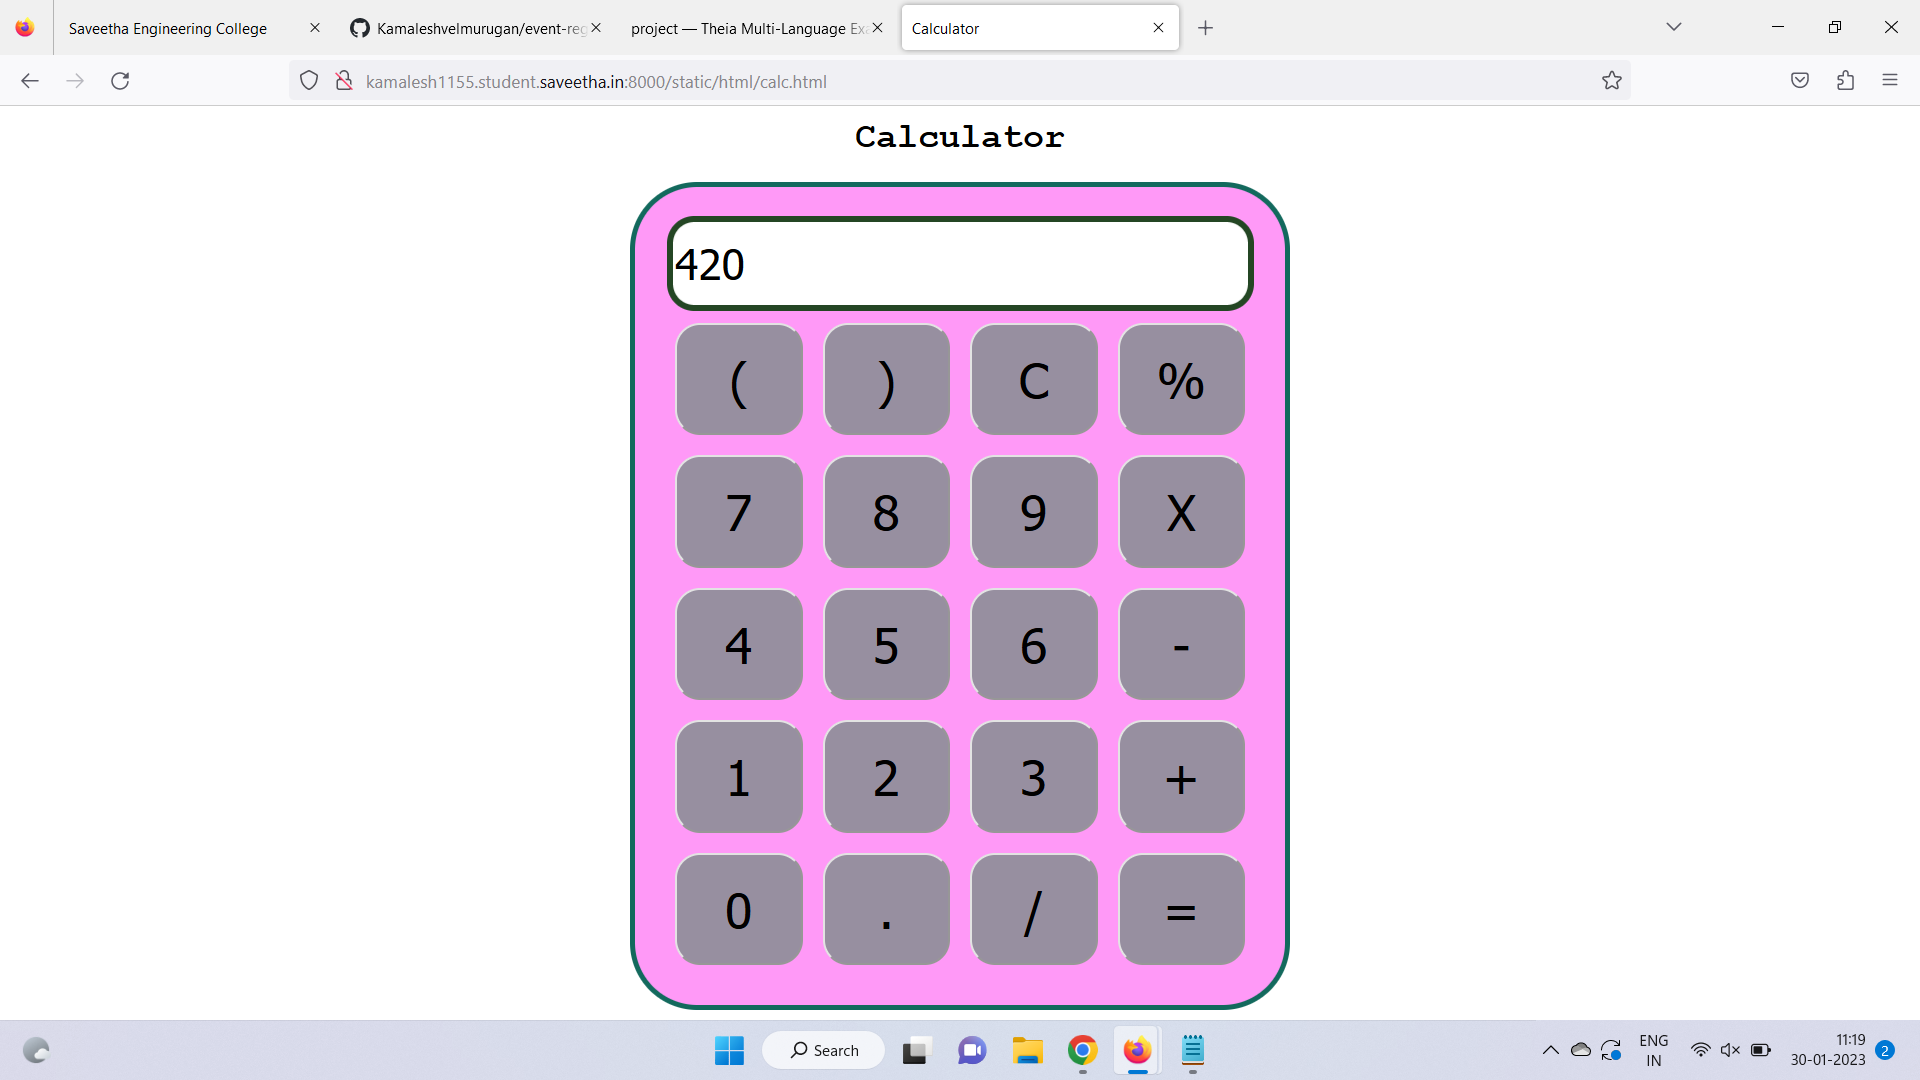 Saveetha Engineering College
Kamaleshvelmurugan/event-reg
project — Theia Multi-Language Exa
Calculator
kamalesh1155.student.saveetha.in:8000/static/html/calc.html
Calculator
420
( ) C %
7 8 9 X
4 5 6 -
1 2 3 +
0 . / =
Search
ENG
IN
11:19
30-01-2023
2